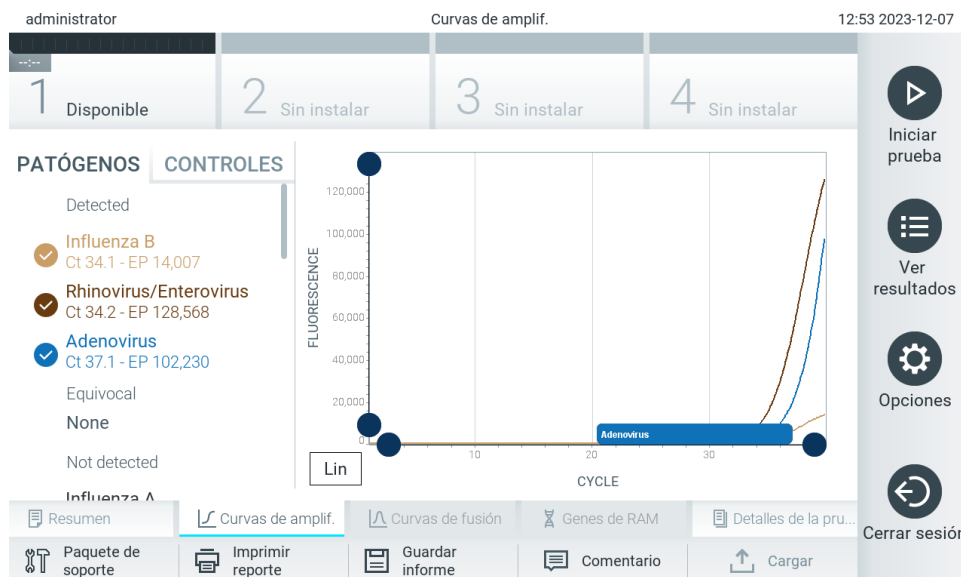 administrator
Curvas de amplif.
12:53 2023-12-07
--:--
1 Disponible
2 Sin instalar
3 Sin instalar
4 Sin instalar
Iniciar
prueba
Ver
resultados
Opciones
Cerrar sesión
PATÓGENOS
CONTROLES
Detected
Influenza B
Ct 34.1 - EP 14,007
Rhinovirus/Enterovirus
Ct 34.2 - EP 128,568
Adenovirus
Ct 37.1 - EP 102,230
Equivocal
None
Not detected
Influenza A
FLUORESCENCE
120,000
100,000
80,000
60,000
40,000
20,000
0
Adenovirus
10
20
30
CYCLE
Lin
Resumen
Curvas de amplif.
Curvas de fusión
Genes de RAM
Detalles de la pru...
Paquete de
soporte
Imprimir
reporte
Guardar
informe
Comentario
Cargar